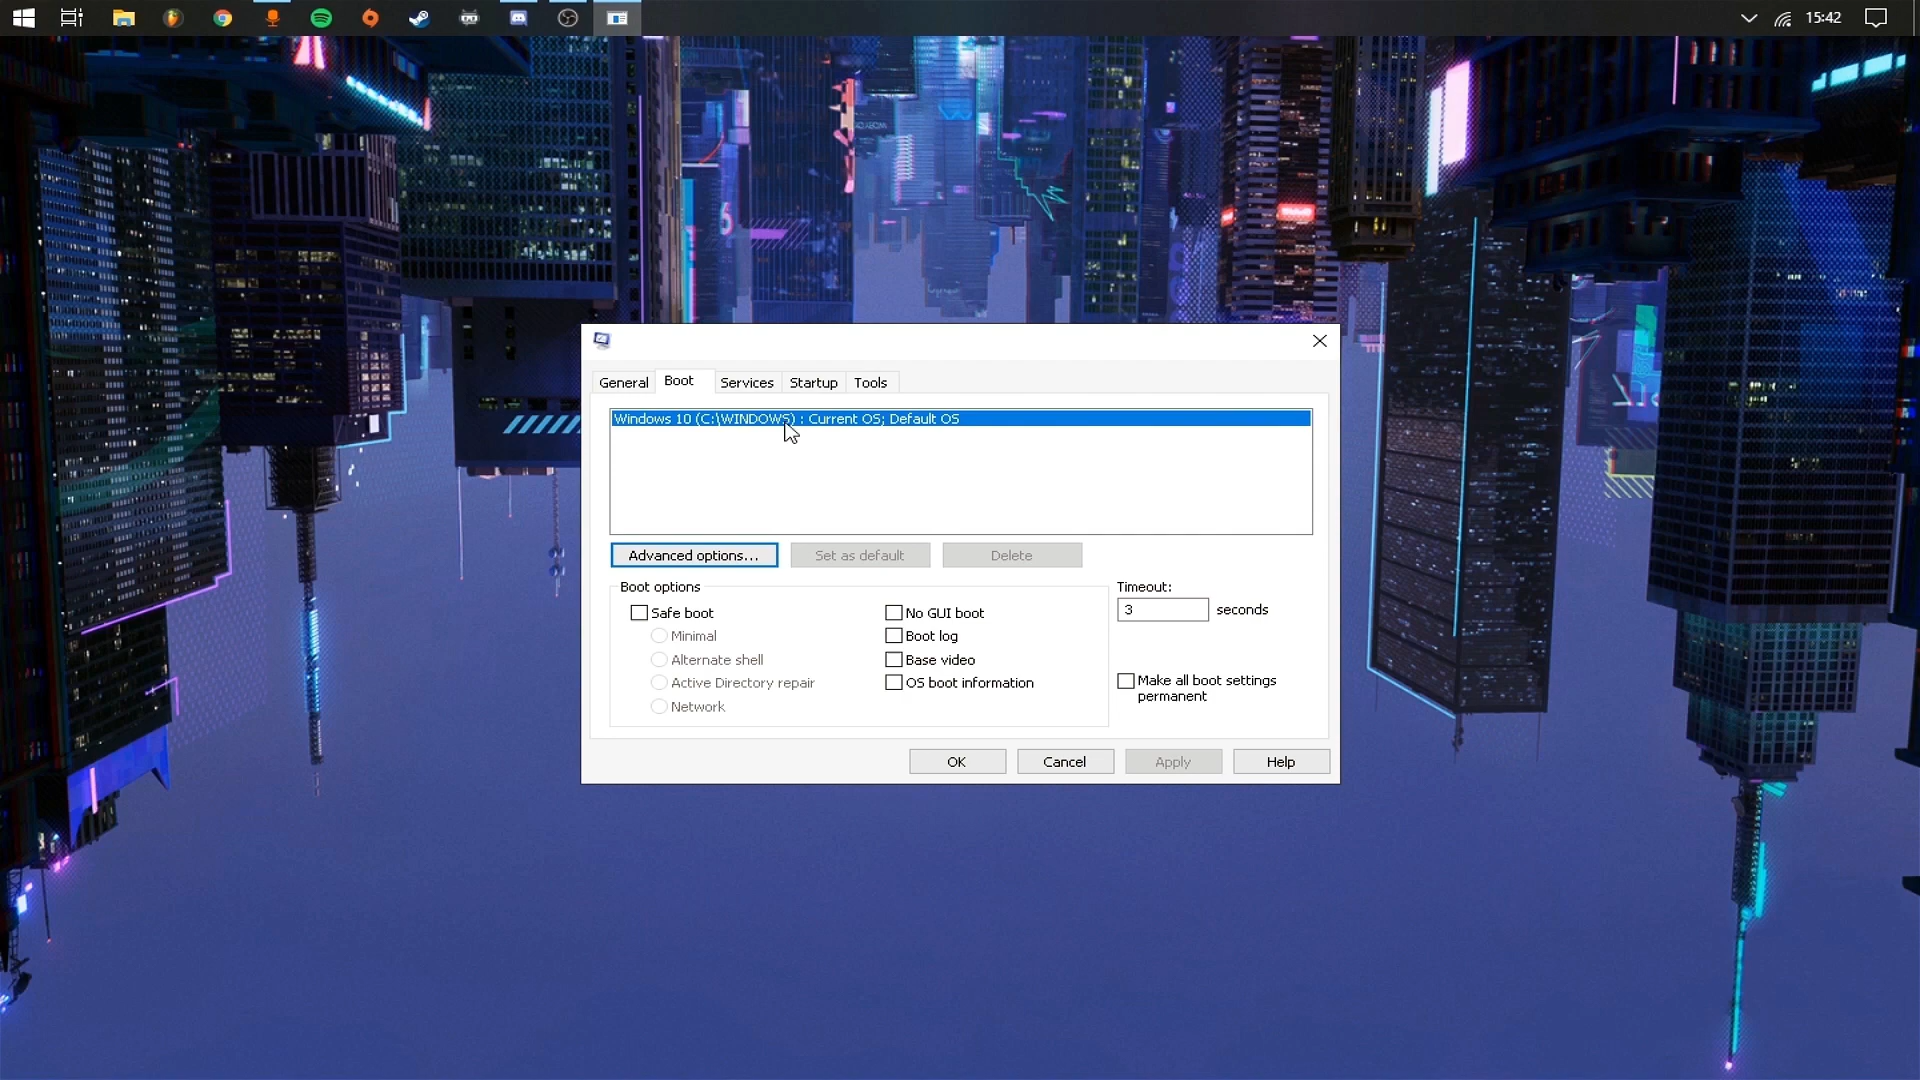 15:42
General Boot Services Startup Tools
Windows 10 (C:\WINDOWS) : Current OS; Default OS
Advanced options... Set as default Delete
Boot options
Timeout:
Safe boot
No GUI boot
3 seconds
Minimal
Boot log
Alternate shell
Base video
Active Directory repair
OS boot information
Make all boot settings
permanent
Network
OK Cancel Apply Help